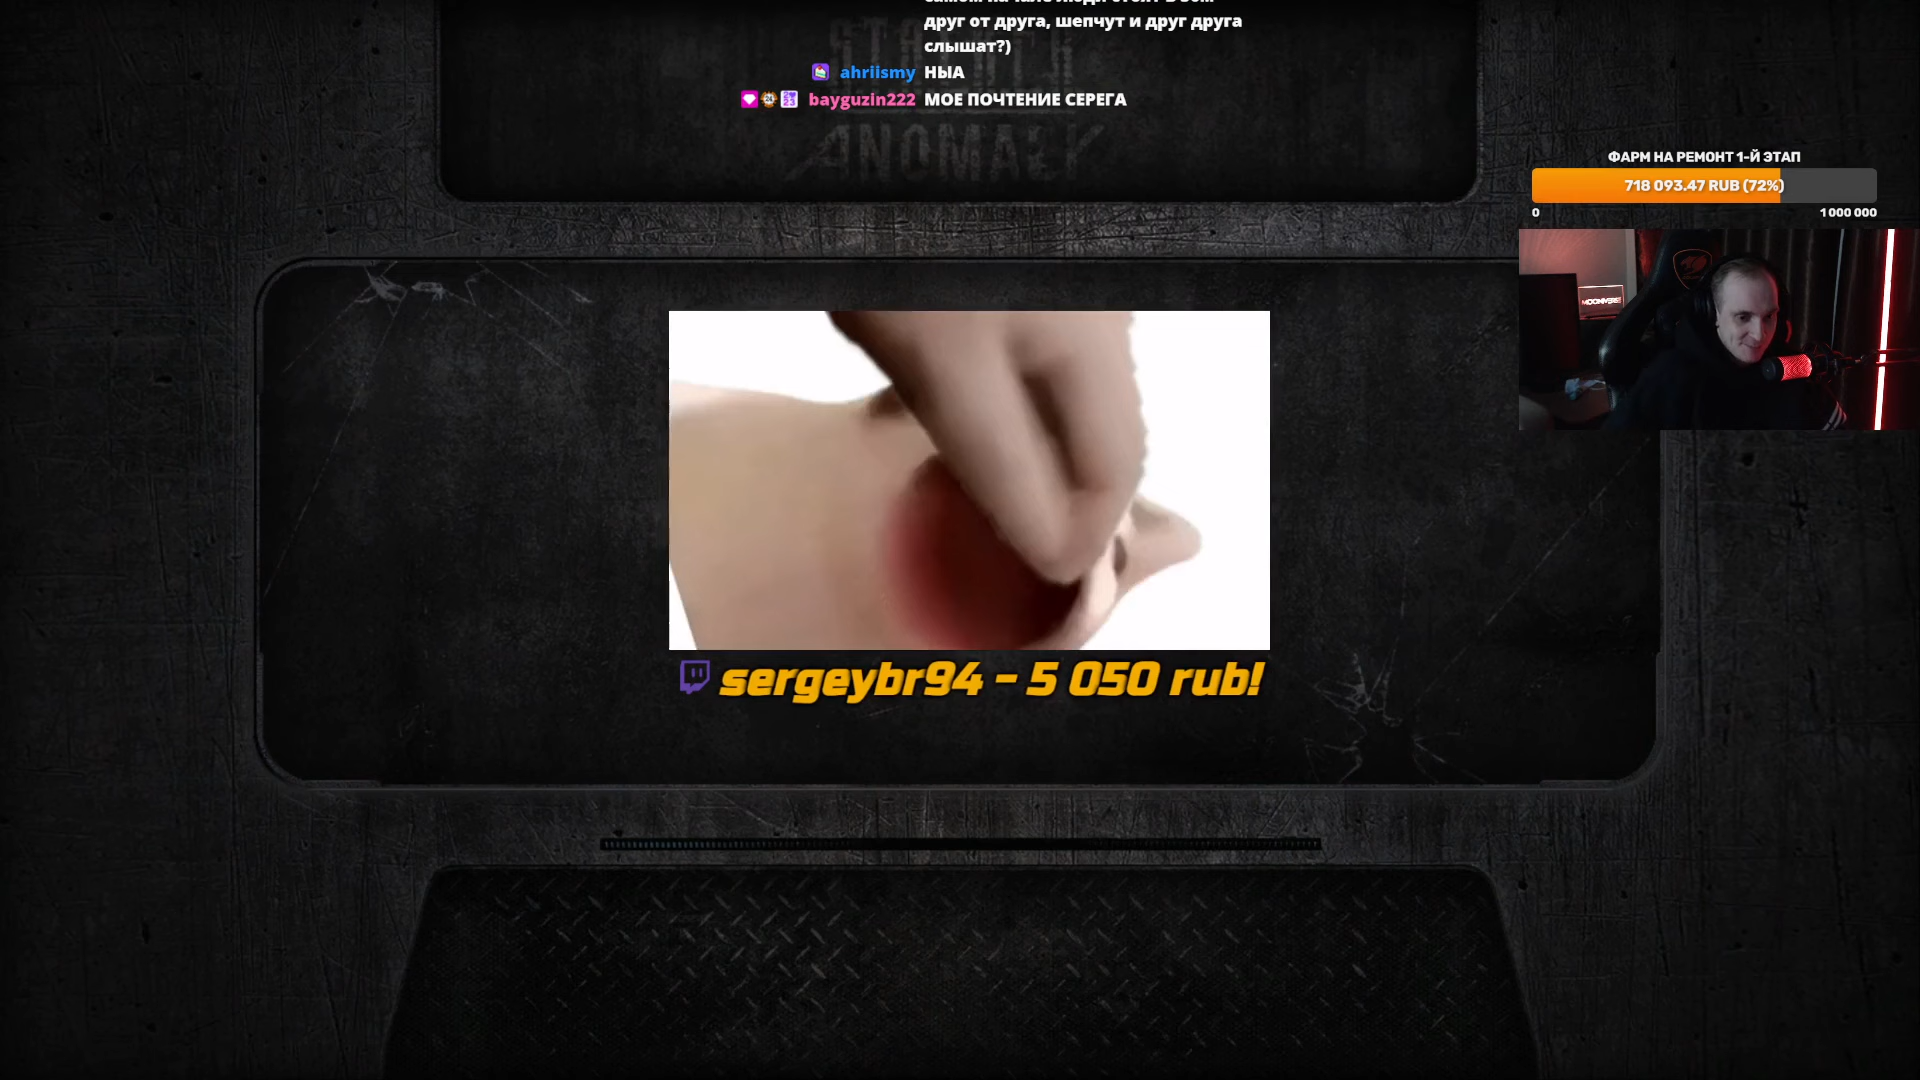 друг от друга, шепчут и друг друга
слышат?)
ahriismy НЫА
bayguzin222 МОЕ ПОЧТЕНИЕ СЕРЕГА
ANOMALY
ФАРМ НА РЕМОНТ 1-Й ЭТАП
718 093.47 RUB (72%)
0 1 000 000
sergeybr94 - 5 050 rub!